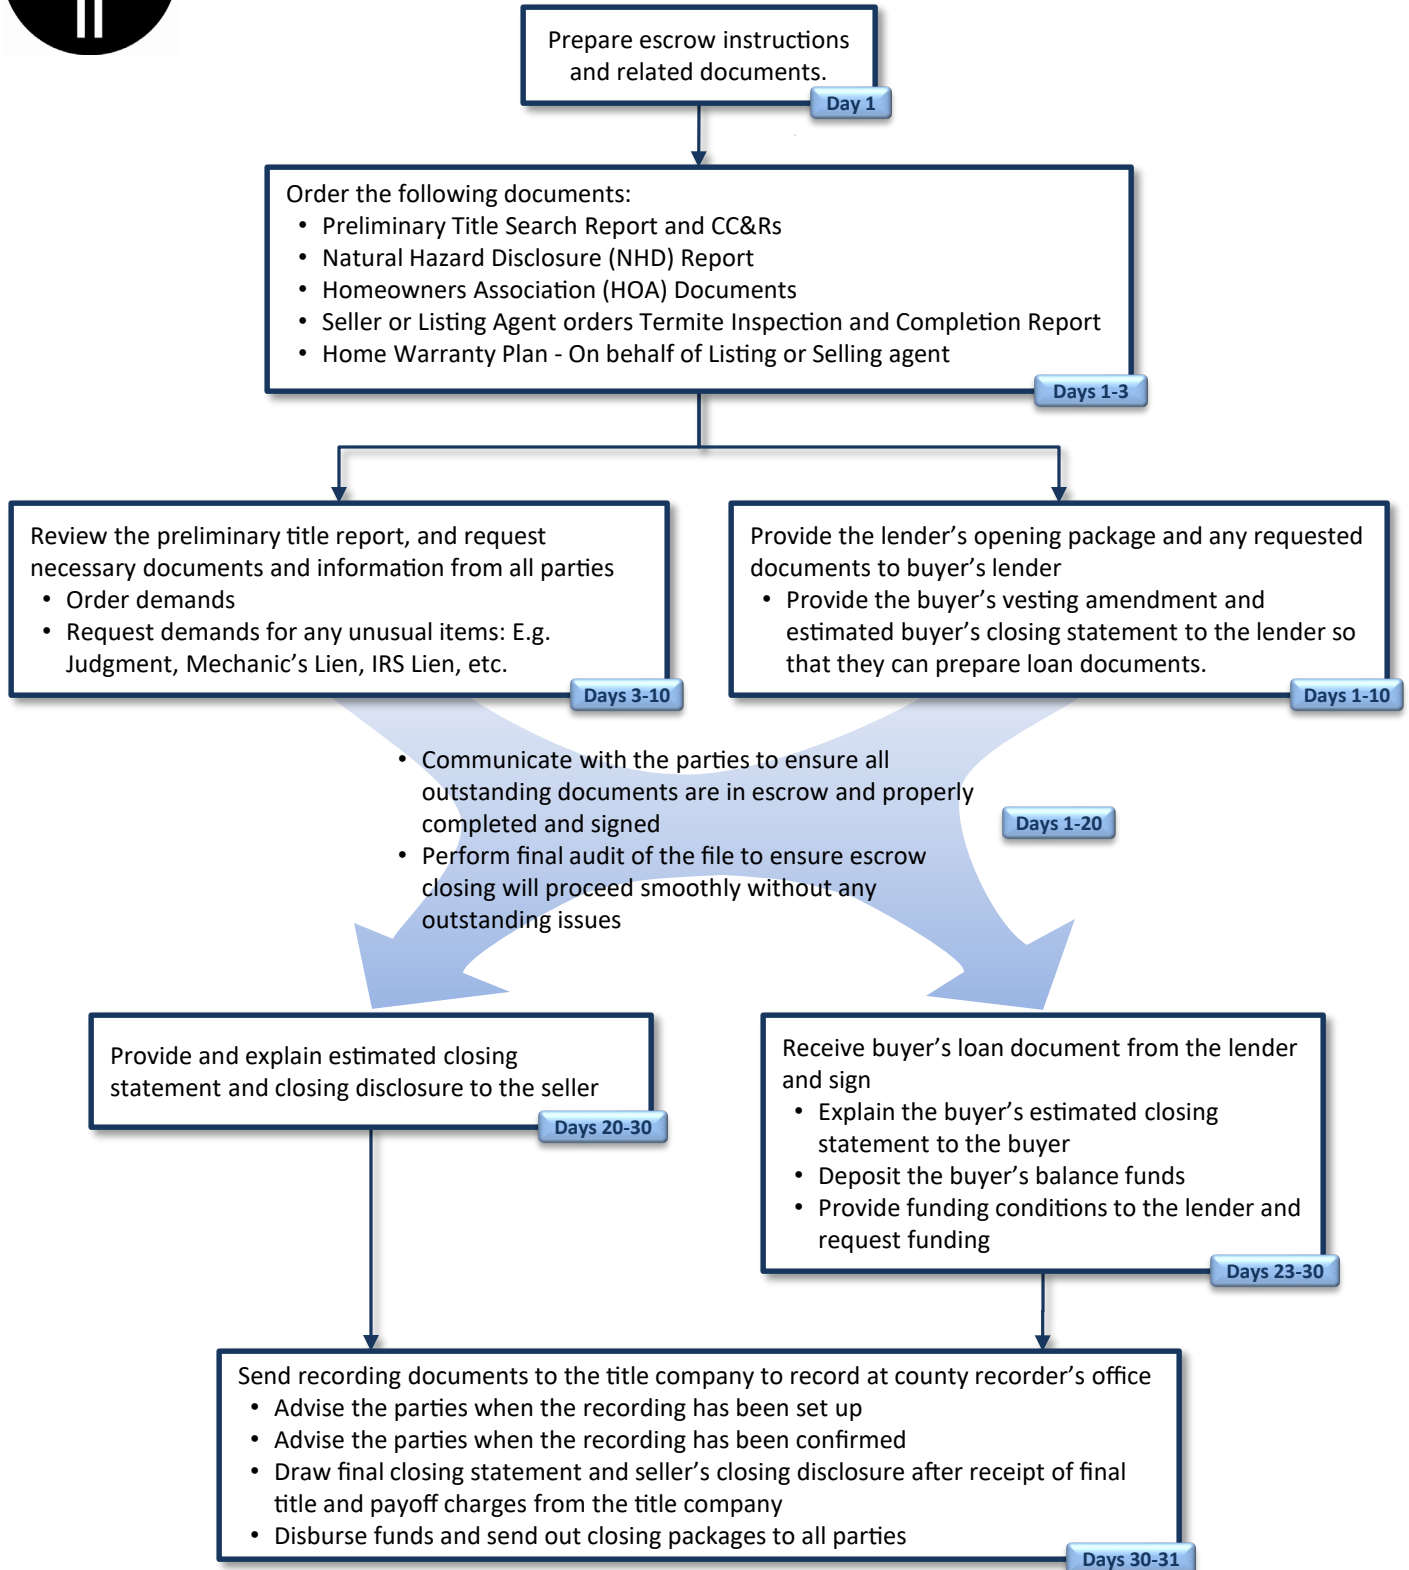 Prepare escrow instructions
and related documents.
Day 1
Order the following documents:
• Preliminary Title Search Report and CC&Rs
• Natural Hazard Disclosure (NHD) Report
• Homeowners Association (HOA) Documents
• Seller or Listing Agent orders Termite Inspection and Completion Report
• Home Warranty Plan - On behalf of Listing or Selling agent
Days 1-3
Review the preliminary title report, and request
necessary documents and information from all parties
• Order demands
• Request demands for any unusual items: E.g.
Judgment, Mechanic’s Lien, IRS Lien, etc.
Days 3-10
Provide the lender’s opening package and any requested
documents to buyer’s lender
• Provide the buyer’s vesting amendment and
estimated buyer’s closing statement to the lender so
that they can prepare loan documents.
Days 1-10
• Communicate with the parties to ensure all
outstanding documents are in escrow and properly
completed and signed
• Perform final audit of the file to ensure escrow
closing will proceed smoothly without any
outstanding issues
Days 1-20
Provide and explain estimated closing
statement and closing disclosure to the seller
Days 20-30
Receive buyer’s loan document from the lender
and sign
• Explain the buyer’s estimated closing
statement to the buyer
• Deposit the buyer’s balance funds
• Provide funding conditions to the lender and
request funding
Days 23-30
Send recording documents to the title company to record at county recorder’s office
• Advise the parties when the recording has been set up
• Advise the parties when the recording has been confirmed
• Draw final closing statement and seller’s closing disclosure after receipt of final
title and payoff charges from the title company
• Disburse funds and send out closing packages to all parties
Days 30-31